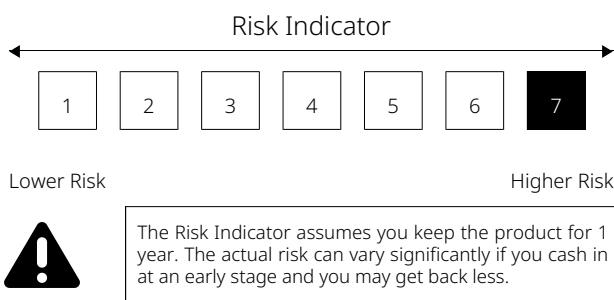 Risk Indicator
1 2 3 4 5 6 7
Lower Risk Higher Risk
The Risk Indicator assumes you keep the product for 1
year. The actual risk can vary significantly if you cash in
at an early stage and you may get back less.